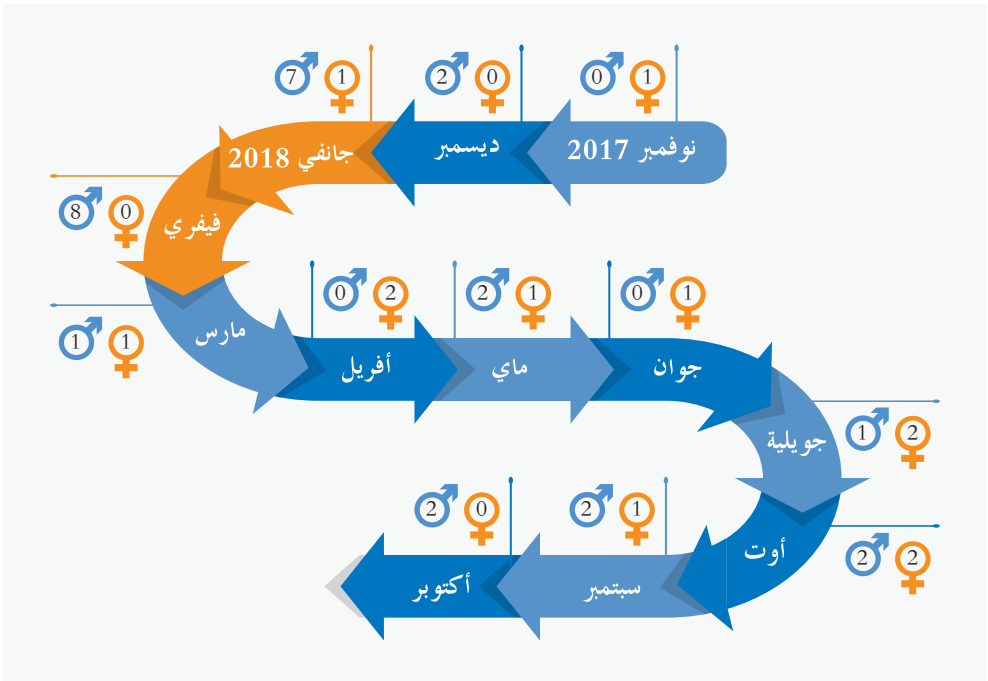 7 1
2 0
0 1
نوفمبر 2017
ديسمبر
جانفي 2018
8 0
فيفري
1 1
مارس
0 2
أفريل
2 1
ماي
0 1
جوان
1 2
جويلية
2 2
أوت
2 1
سبتمبر
2 0
أكتوبر